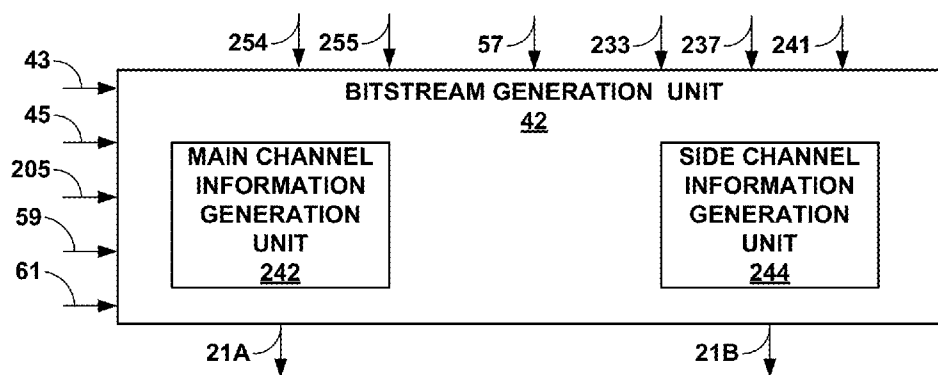 254 255 57 233 237 241
43
BITSTREAM GENERATION UNIT
42
45
MAIN CHANNEL
INFORMATION
GENERATION
UNIT
242
SIDE CHANNEL
INFORMATION
GENERATION
UNIT
244
205
59
61
21A 21B